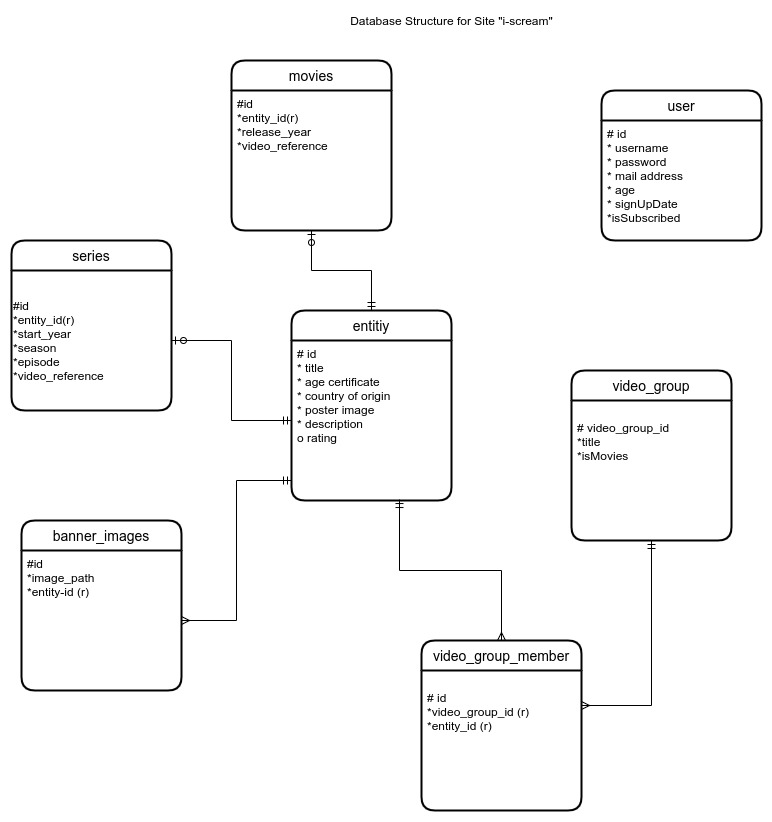 Database Structure for Site "i-scream"
movies
#id
*entity_id(r)
*release_year
*video_reference
user
# id
* username
* password
* mail address
* age
* signUpDate
*isSubscribed
series
#id
*entity_id(r)
*start_year
*season
*episode
*video_reference
entitiy
# id
* title
* age certificate
* country of origin
* poster image
* description
o rating
video_group
# video_group_id
*title
*isMovies
banner_images
#id
*image_path
*entity-id (r)
video_group_member
# id
*video_group_id (r)
*entity_id (r)